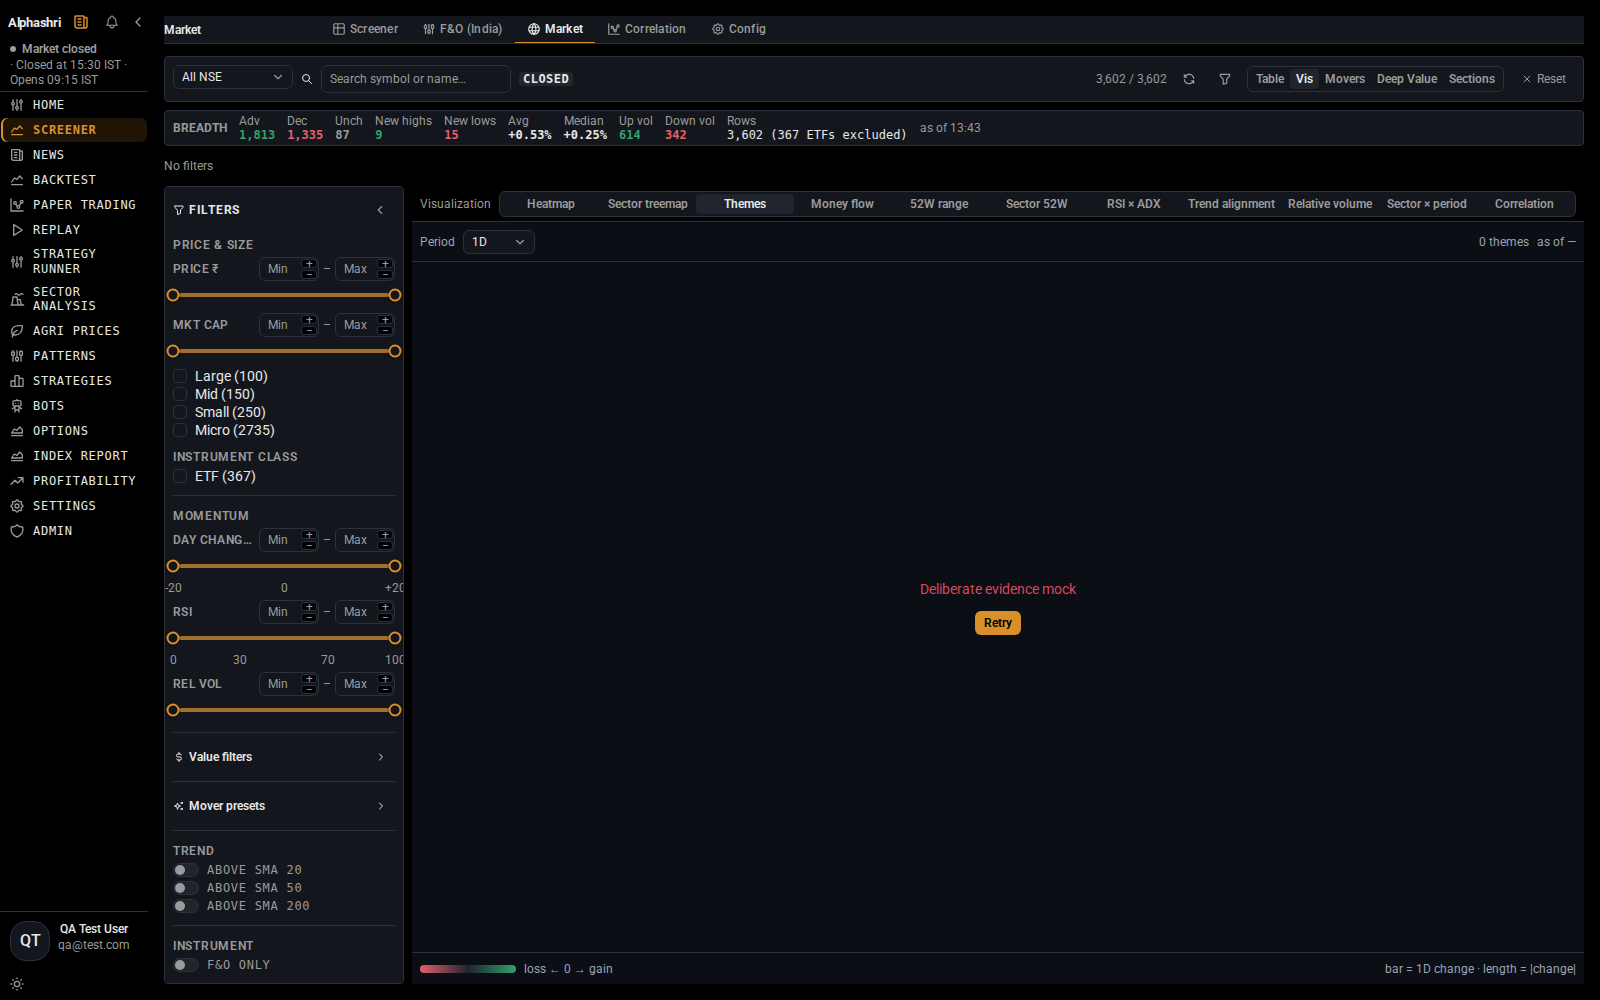 Alphashri
Market closed
· Closed at 15:30 IST ·
Opens 09:15 IST
HOME
SCREENER
NEWS
BACKTEST
PAPER TRADING
REPLAY
STRATEGY
RUNNER
SECTOR
ANALYSIS
AGRI PRICES
PATTERNS
STRATEGIES
BOTS
OPTIONS
INDEX REPORT
PROFITABILITY
SETTINGS
ADMIN
QT
QA Test User
qa@test.com
Market
Screener
F&O (India)
Market
Correlation
Config
All NSE
Search symbol or name...
CLOSED
3,602 / 3,602
Table Vis Movers Deep Value Sections
Reset
BREADTH
Adv Dec Unch New highs New lows Avg Median Up vol Down vol Rows
1,813 1,335 87 9 15 +0.53% +0.25% 614 342 3,602 (367 ETFs excluded)
as of 13:43
No filters
FILTERS
PRICE & SIZE
PRICE ₹ Min – Max
MKT CAP Min – Max
Large (100)
Mid (150)
Small (250)
Micro (2735)
INSTRUMENT CLASS
ETF (367)
MOMENTUM
DAY CHANG... Min – Max
-20 0 +20
RSI Min – Max
0 30 70 100
REL VOL Min – Max
Value filters
Mover presets
TREND
ABOVE SMA 20
ABOVE SMA 50
ABOVE SMA 200
INSTRUMENT
F&O ONLY
Visualization Heatmap Sector treemap Themes Money flow 52W range Sector 52W RSI × ADX Trend alignment Relative volume Sector × period Correlation
Period 1D
0 themes as of —
Deliberate evidence mock
Retry
loss ← 0 → gain
bar = 1D change · length = |change|